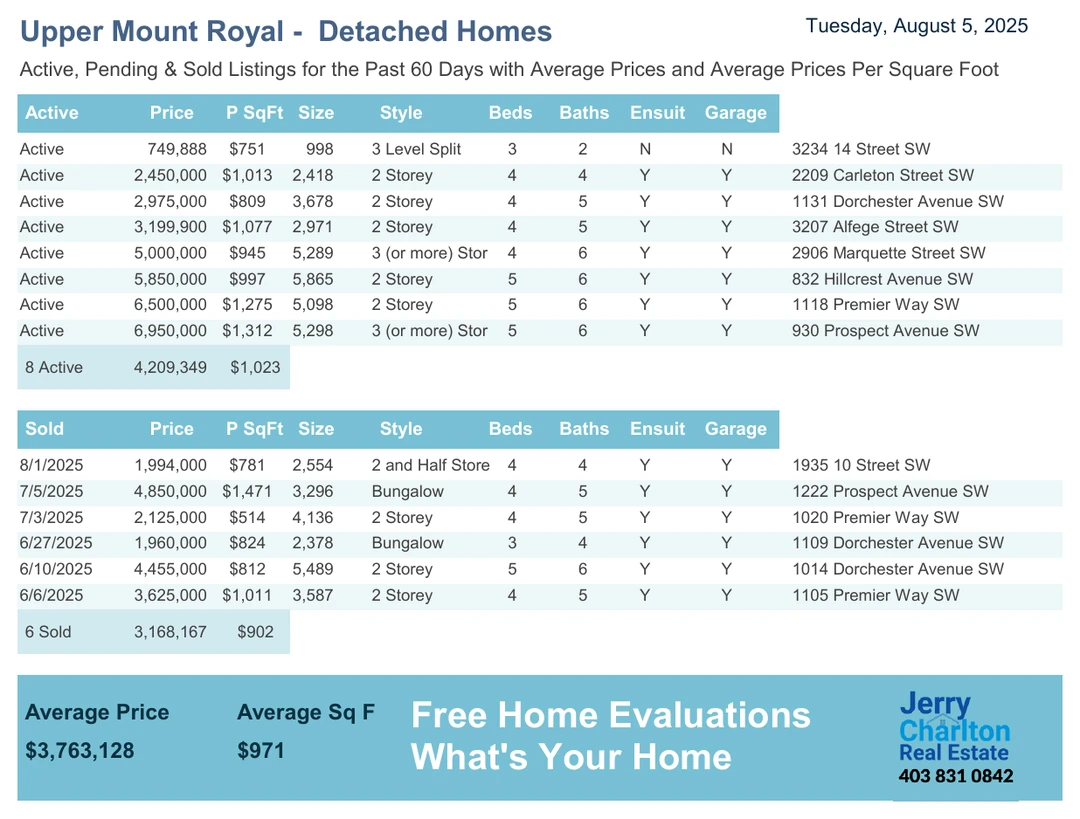 Upper Mount Royal - Detached Homes
Tuesday, August 5, 2025
Active, Pending & Sold Listings for the Past 60 Days with Average Prices and Average Prices Per Square Foot
Active Price P SqFt Size Style Beds Baths Ensuit Garage
Active 749,888 $751 998 3 Level Split 3 2 N N 3234 14 Street SW
Active 2,450,000 $1,013 2,418 2 Storey 4 4 Y Y 2209 Carleton Street SW
Active 2,975,000 $809 3,678 2 Storey 4 5 Y Y 1131 Dorchester Avenue SW
Active 3,199,900 $1,077 2,971 2 Storey 4 5 Y Y 3207 Alfege Street SW
Active 5,000,000 $945 5,289 3 (or more) Stor 4 6 Y Y 2906 Marquette Street SW
Active 5,850,000 $997 5,865 2 Storey 5 6 Y Y 832 Hillcrest Avenue SW
Active 6,500,000 $1,275 5,098 2 Storey 5 6 Y Y 1118 Premier Way SW
Active 6,950,000 $1,312 5,298 3 (or more) Stor 5 6 Y Y 930 Prospect Avenue SW
8 Active 4,209,349 $1,023
Sold Price P SqFt Size Style Beds Baths Ensuit Garage
8/1/2025 1,994,000 $781 2,554 2 and Half Store 4 4 Y Y 1935 10 Street SW
7/5/2025 4,850,000 $1,471 3,296 Bungalow 4 5 Y Y 1222 Prospect Avenue SW
7/3/2025 2,125,000 $514 4,136 2 Storey 4 5 Y Y 1020 Premier Way SW
6/27/2025 1,960,000 $824 2,378 Bungalow 3 4 Y Y 1109 Dorchester Avenue SW
6/10/2025 4,455,000 $812 5,489 2 Storey 5 6 Y Y 1014 Dorchester Avenue SW
6/6/2025 3,625,000 $1,011 3,587 2 Storey 4 5 Y Y 1105 Premier Way SW
6 Sold 3,168,167 $902
Average Price Average Sq F
$3,763,128 $971
Free Home Evaluations
What's Your Home
Jerry
Charlton
Real Estate
403 831 0842